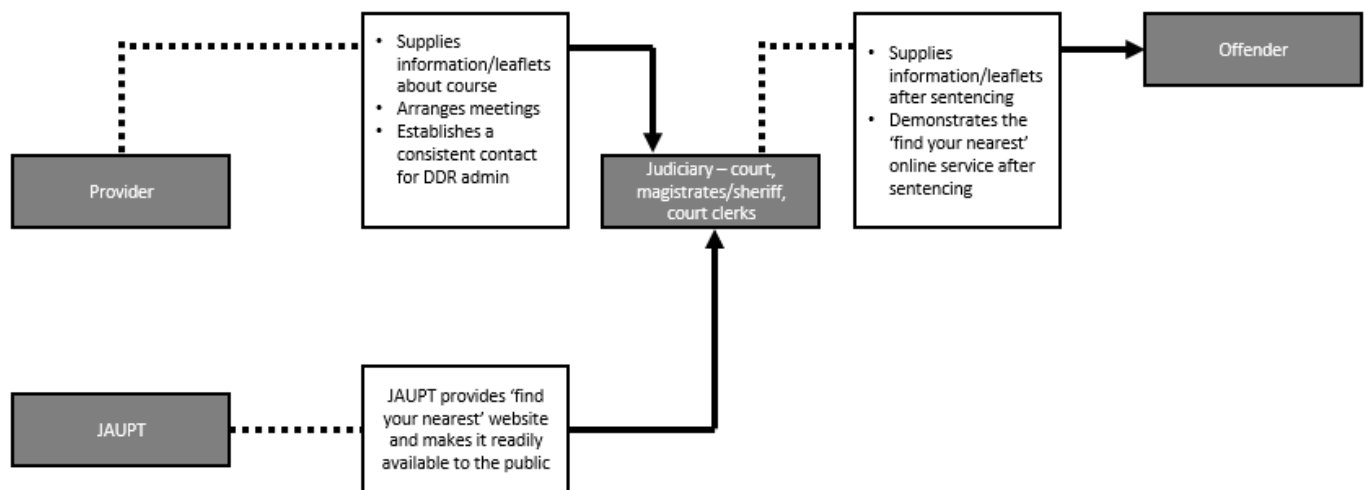 Provider
• Supplies
information/leaflets
about course
• Arranges meetings
• Establishes a
consistent contact
for DDR admin
Judiciary – court,
magistrates/sheriff,
court clerks
• Supplies
information/leaflets
after sentencing
• Demonstrates the
‘find your nearest’
online service after
sentencing
Offender
JAUPT
JAUPT provides ‘find
your nearest’ website
and makes it readily
available to the public